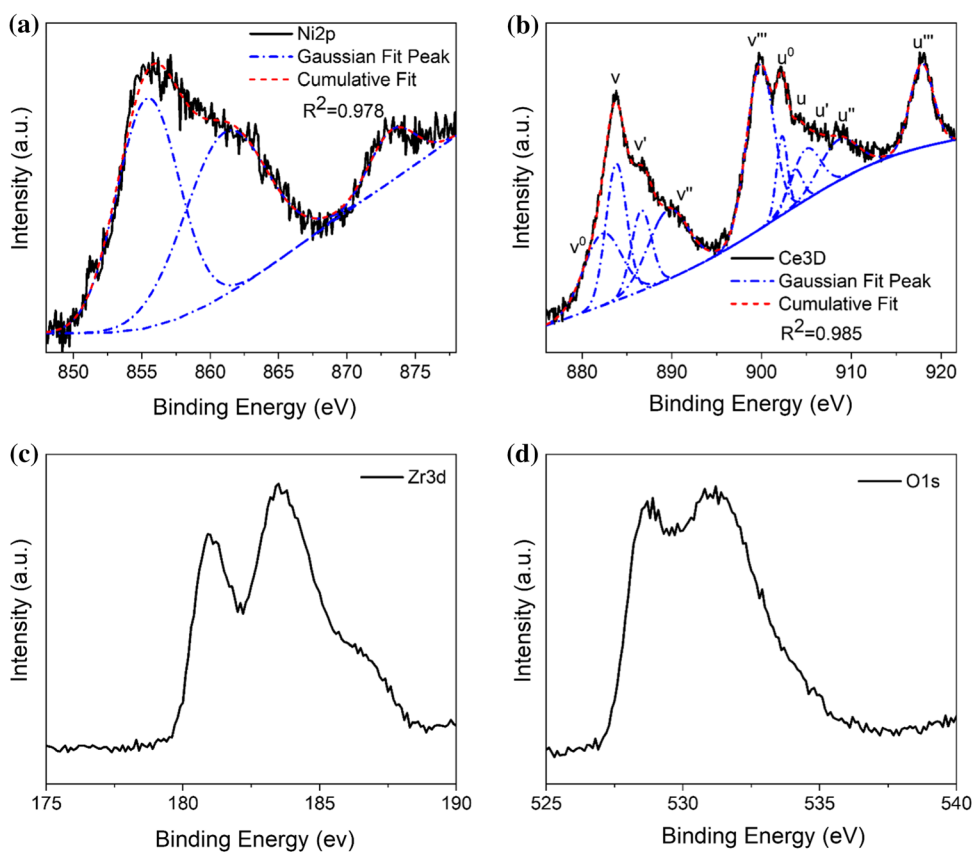 (a)
Ni2p
Gaussian Fit Peak
Cumulative Fit
R²=0.978
Intensity (a.u.)
850 855 860 865 870 875
Binding Energy (eV)
(b)
v'''
u⁰
u'''
v
u
u'
u''
v'
v''
v⁰
Ce3D
Gaussian Fit Peak
Cumulative Fit
R²=0.985
Intensity (a.u.)
880 890 900 910 920
Binding Energy (eV)
(c)
Zr3d
Intensity (a.u.)
175 180 185 190
Binding Energy (ev)
(d)
O1s
Intensity (a.u.)
525 530 535 540
Binding Energy (eV)